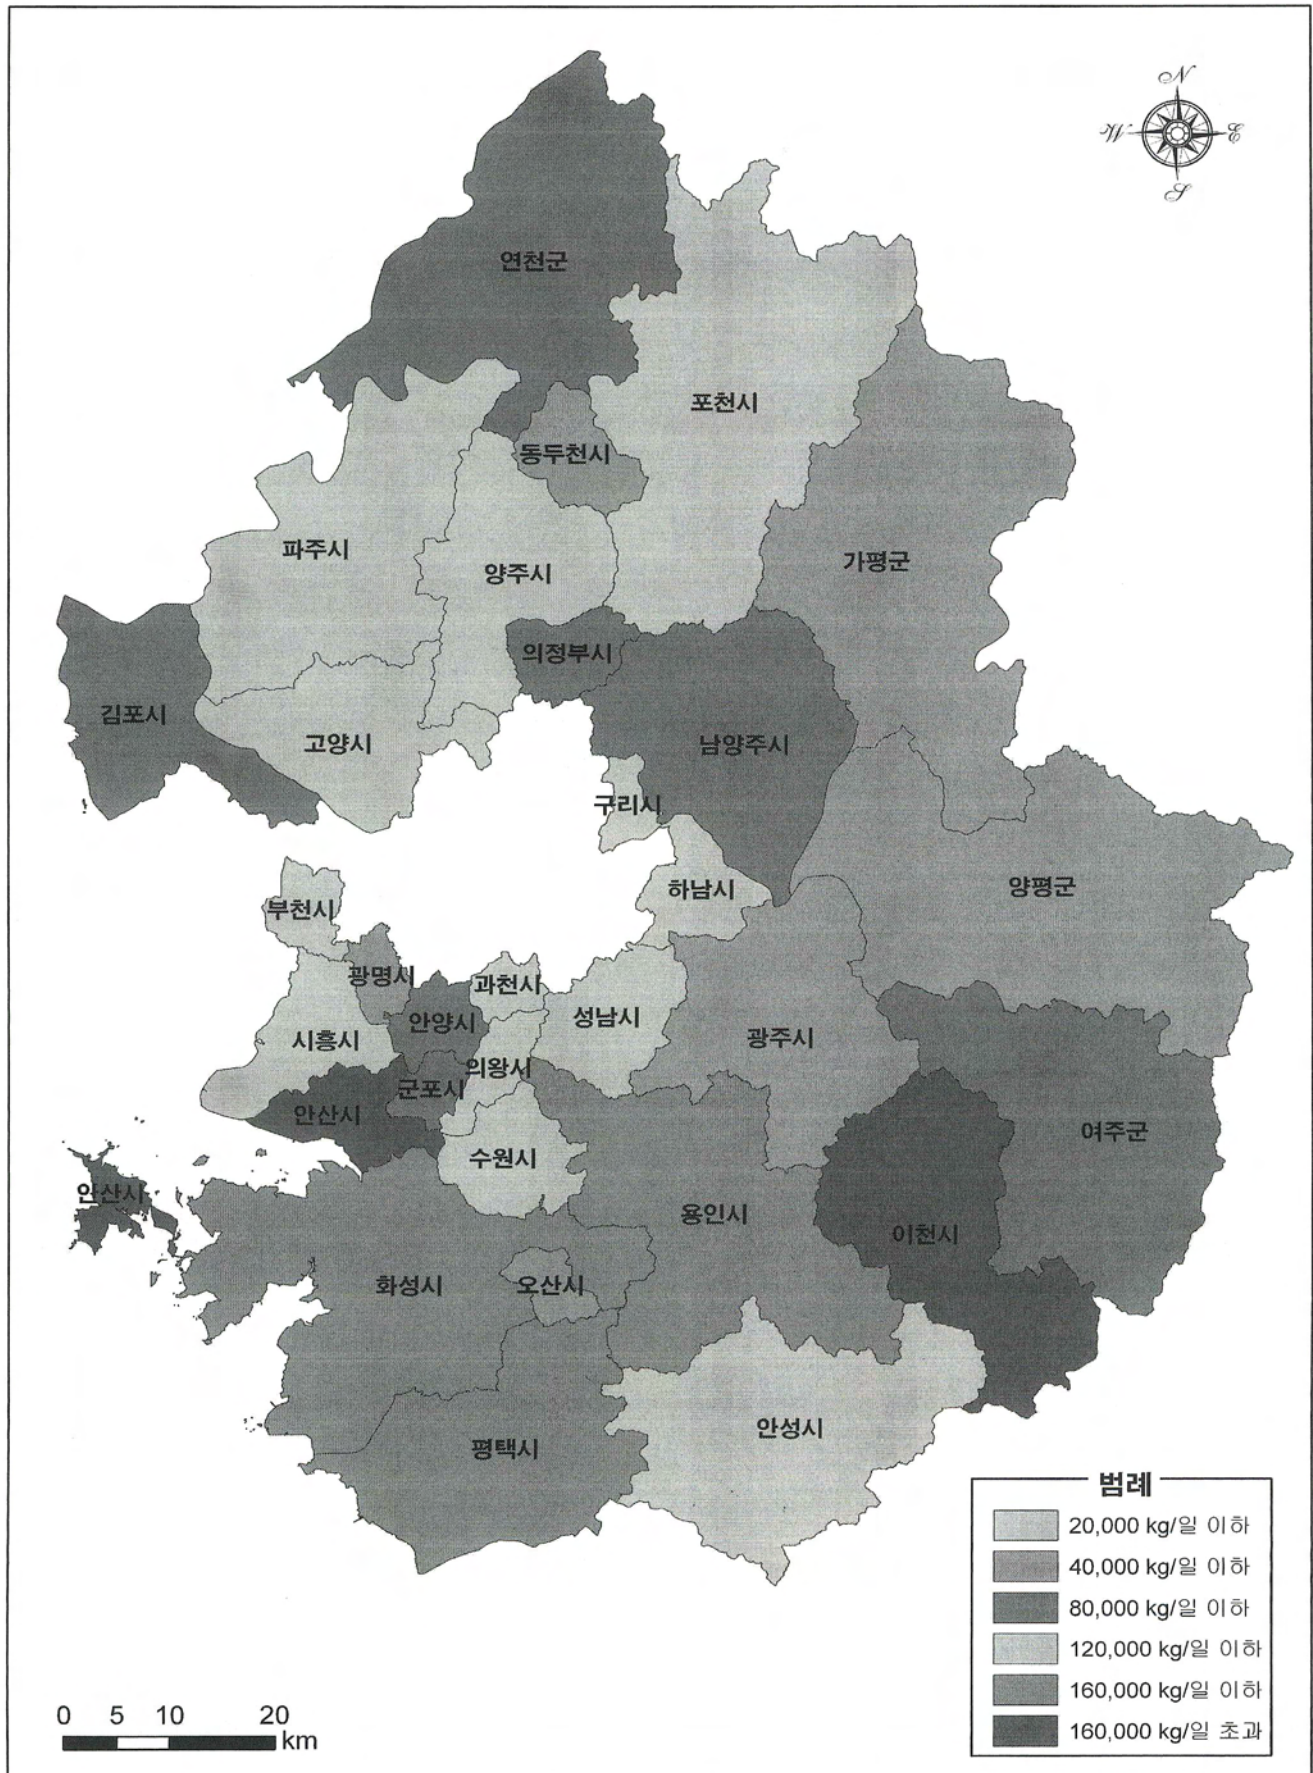 N
W E
S
연천군
포천시
동두천시
파주시
양주시
가평군
의정부시
김포시
고양시
남양주시
구리시
부천시
하남시
양평군
광명시
과천시
안양시
성남시
시흥시
광주시
의왕시
군포시
안산시
수원시
여주군
안산시
용인시
이천시
화성시
오산시
안성시
평택시
범례
20,000 kg/일 이하
40,000 kg/일 이하
80,000 kg/일 이하
120,000 kg/일 이하
160,000 kg/일 이하
160,000 kg/일 초과
0 5 10 20
km